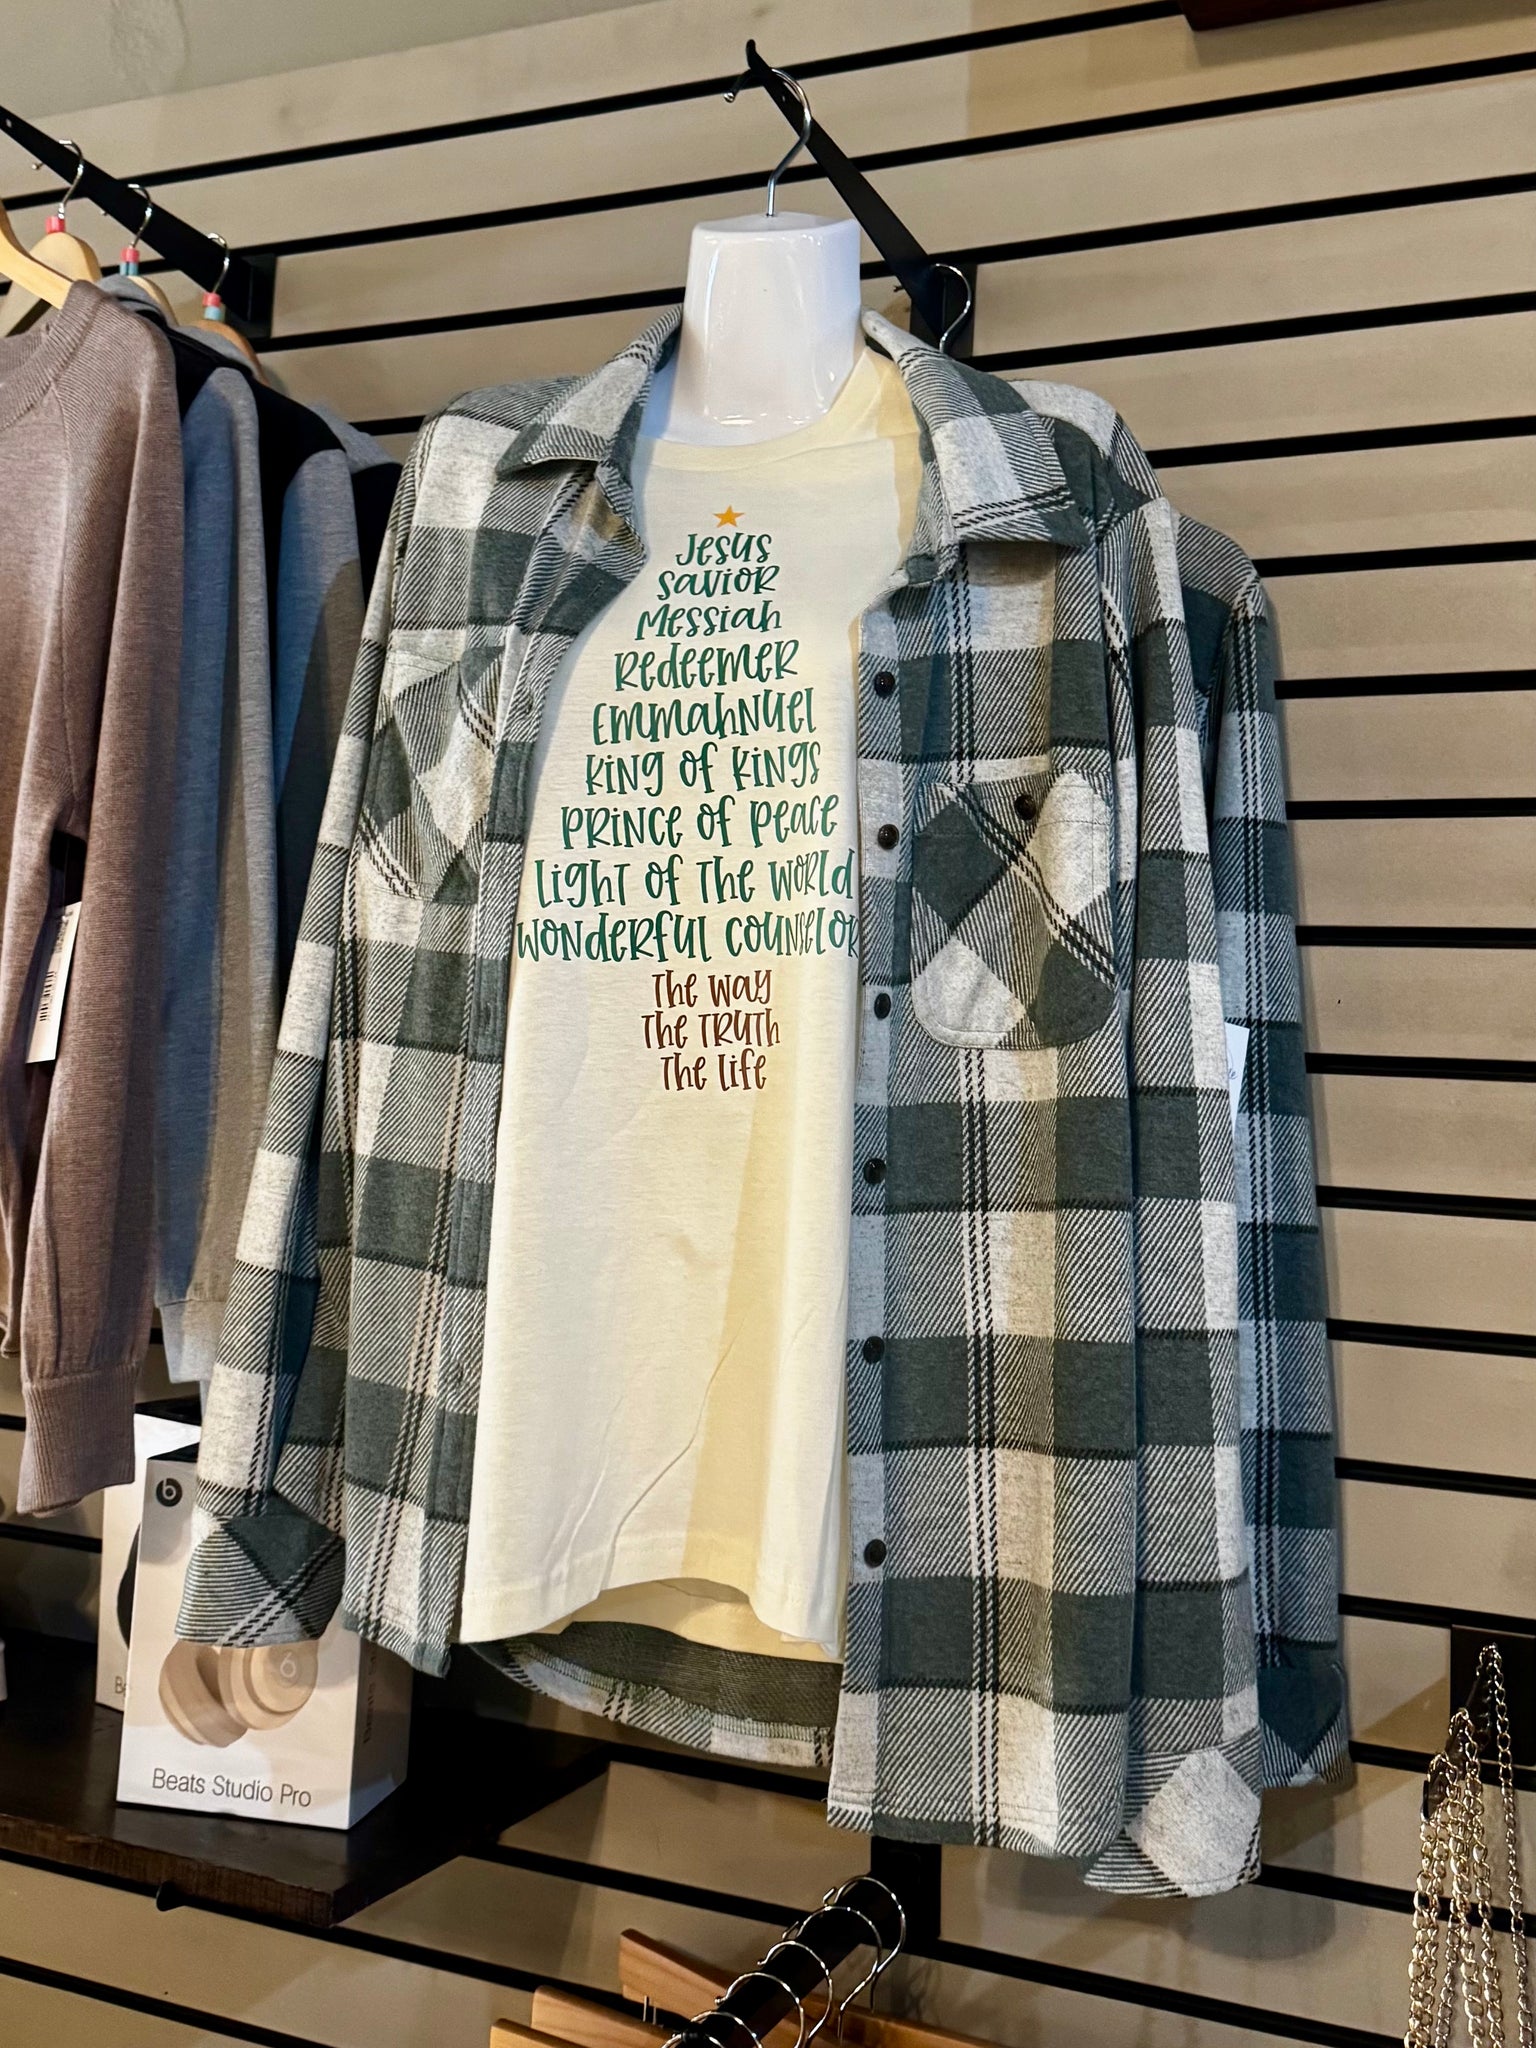 Jesus
Savior
Messiah
Redeemer
Emmahnuel
King of Kings
Prince of Peace
Light of the World
Wonderful Counselor
The Way
The Truth
The Life
b
b
Beats Studio Pro
Be